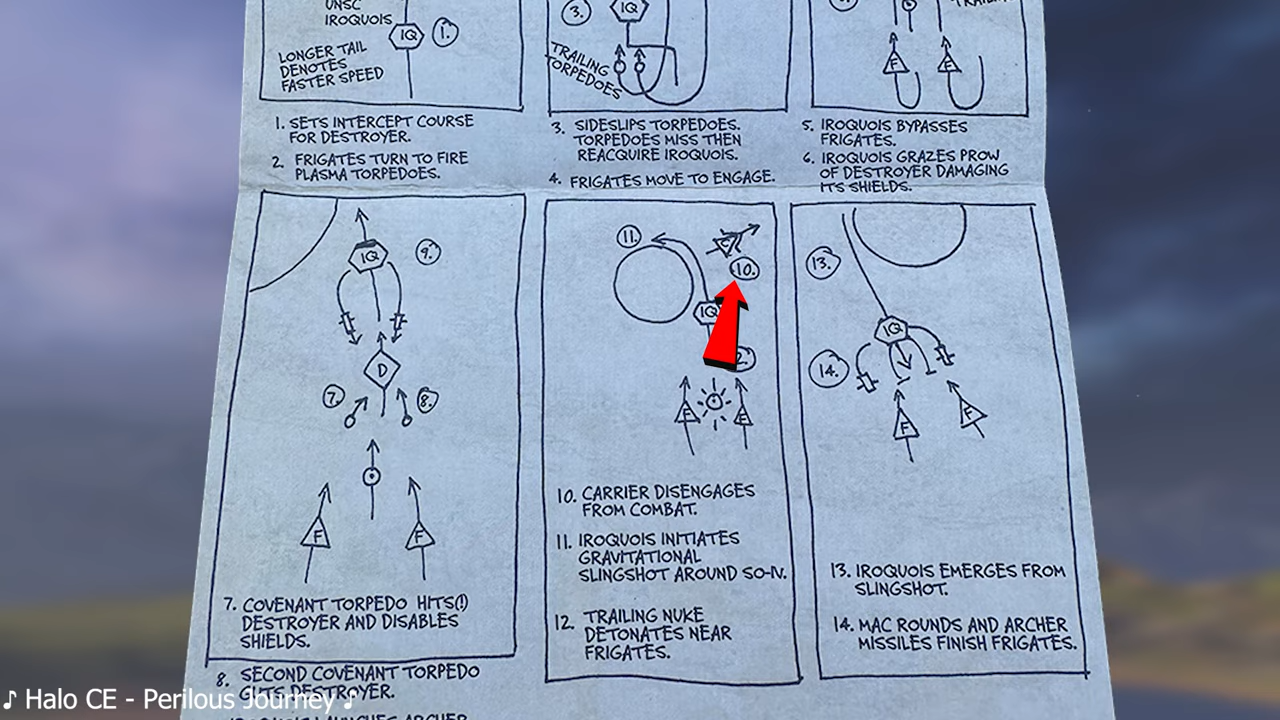 UNSC
IROQUOIS
IQ
1.
LONGER TAIL
DENOTES
FASTER SPEED
3.
IQ
TRAILING
TORPEDOES
F
F
1. SETS INTERCEPT COURSE
FOR DESTROYER.
2. FRIGATES TURN TO FIRE
PLASMA TORPEDOES.
3. SIDESLIPS TORPEDOES.
TORPEDOES MISS THEN
REACQUIRE IROQUOIS.
4. FRIGATES MOVE TO ENGAGE.
5. IROQUOIS BYPASSES
FRIGATES.
6. IROQUOIS GRAZES PROW
OF DESTROYER DAMAGING
ITS SHIELDS.
IQ
9.
D
7.
8.
F
F
7. COVENANT TORPEDO HITS(!)
DESTROYER AND DISABLES
SHIELDS.
8. SECOND COVENANT TORPEDO
GUTS DESTROYER.
11.
C
10.
IQ
2.
F
F
10. CARRIER DISENGAGES
FROM COMBAT.
11. IROQUOIS INITIATES
GRAVITATIONAL
SLINGSHOT AROUND SO-IV.
12. TRAILING NUKE
DETONATES NEAR
FRIGATES.
13.
IQ
14.
F
F
13. IROQUOIS EMERGES FROM
SLINGSHOT.
14. MAC ROUNDS AND ARCHER
MISSILES FINISH FRIGATES.
♪ Halo CE - Perilous Journey ♪